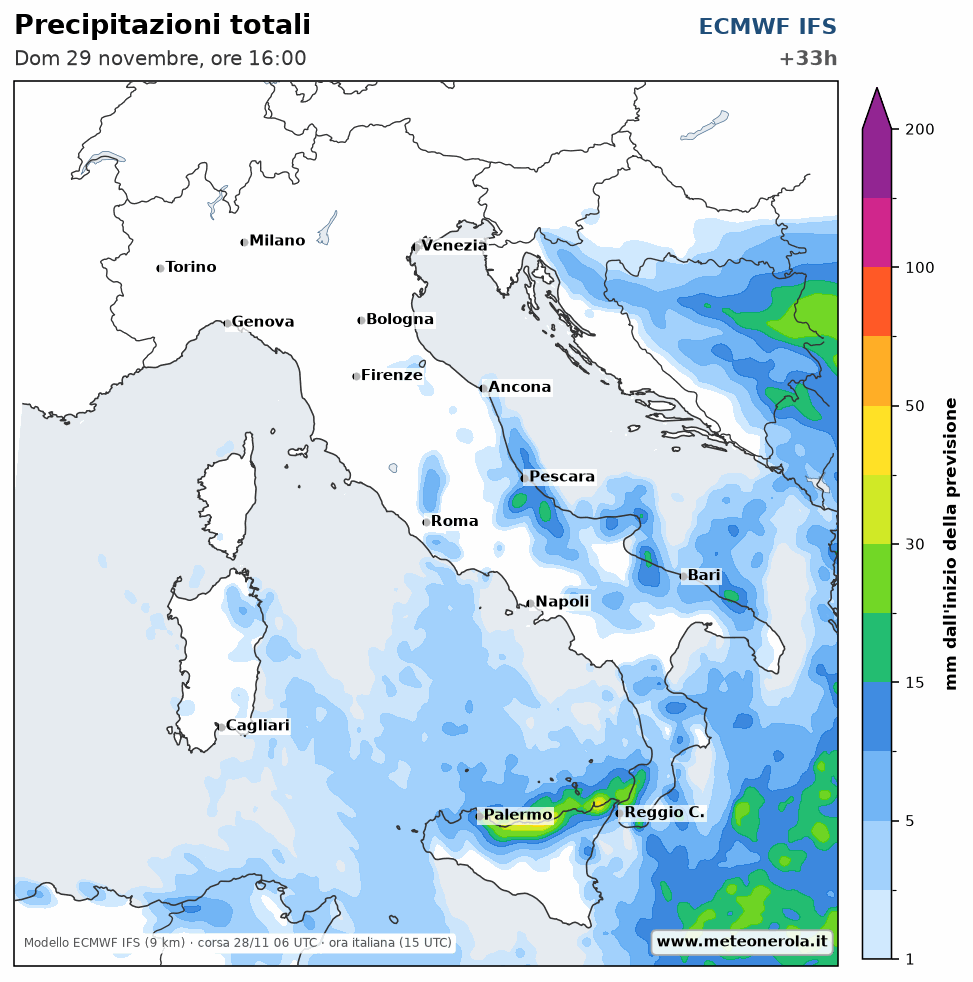 Precipitazioni totali
ECMWF IFS
Dom 29 novembre, ore 16:00
+33h
200
100
50
30
15
5
1
mm dall'inizio della previsione
Milano
Venezia
Torino
Genova
Bologna
Firenze
Ancona
Pescara
Roma
Bari
Napoli
Cagliari
Palermo
Reggio C.
Modello ECMWF IFS (9 km) · corsa 28/11 06 UTC · ora italiana (15 UTC)
www.meteonerola.it